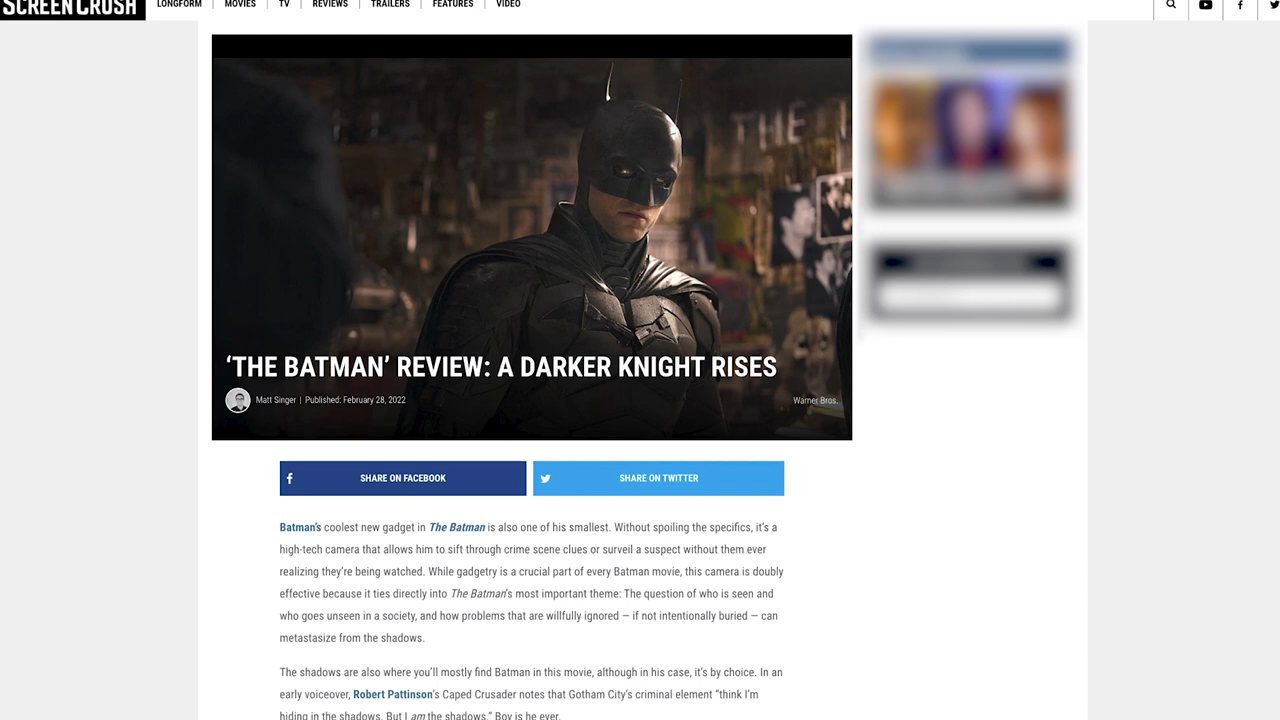 SCREENCRUSH
LONGFORM MOVIES TV REVIEWS TRAILERS FEATURES VIDEO
THE
‘THE BATMAN’ REVIEW: A DARKER KNIGHT RISES
Matt Singer | Published: February 28, 2022
Warner Bros.
SHARE ON FACEBOOK
SHARE ON TWITTER
Batman’s coolest new gadget in The Batman is also one of his smallest. Without spoiling the specifics, it’s a
high-tech camera that allows him to sift through crime scene clues or surveil a suspect without them ever
realizing they’re being watched. While gadgetry is a crucial part of every Batman movie, this camera is doubly
effective because it ties directly into The Batman’s most important theme: The question of who is seen and
who goes unseen in a society, and how problems that are willfully ignored — if not intentionally buried — can
metastasize from the shadows.
The shadows are also where you’ll mostly find Batman in this movie, although in his case, it’s by choice. In an
early voiceover, Robert Pattinson’s Caped Crusader notes that Gotham City’s criminal element “think I’m
hiding in the shadows. But I am the shadows.” Boy is he ever.